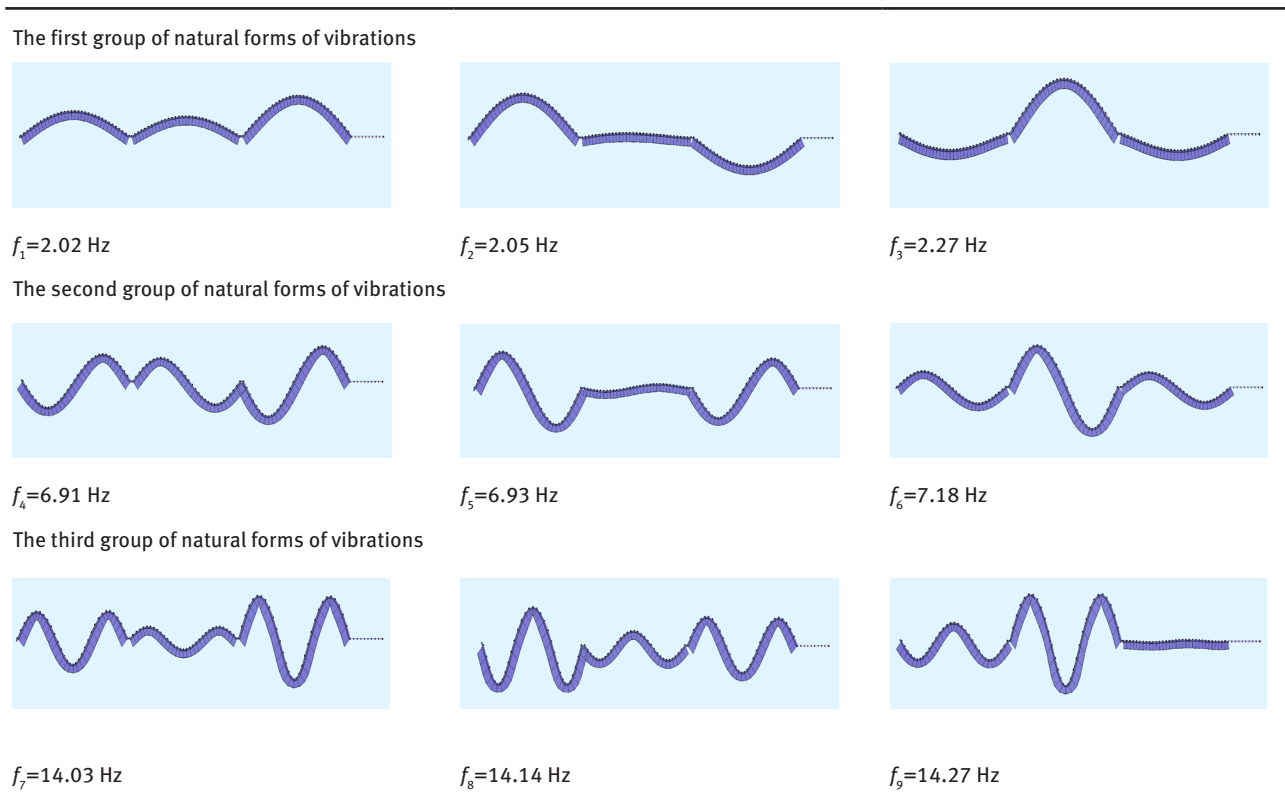 The first group of natural forms of vibrations
f₁=2.02 Hz
f₂=2.05 Hz
f₃=2.27 Hz
The second group of natural forms of vibrations
f₄=6.91 Hz
f₅=6.93 Hz
f₆=7.18 Hz
The third group of natural forms of vibrations
f₇=14.03 Hz
f₈=14.14 Hz
f₉=14.27 Hz